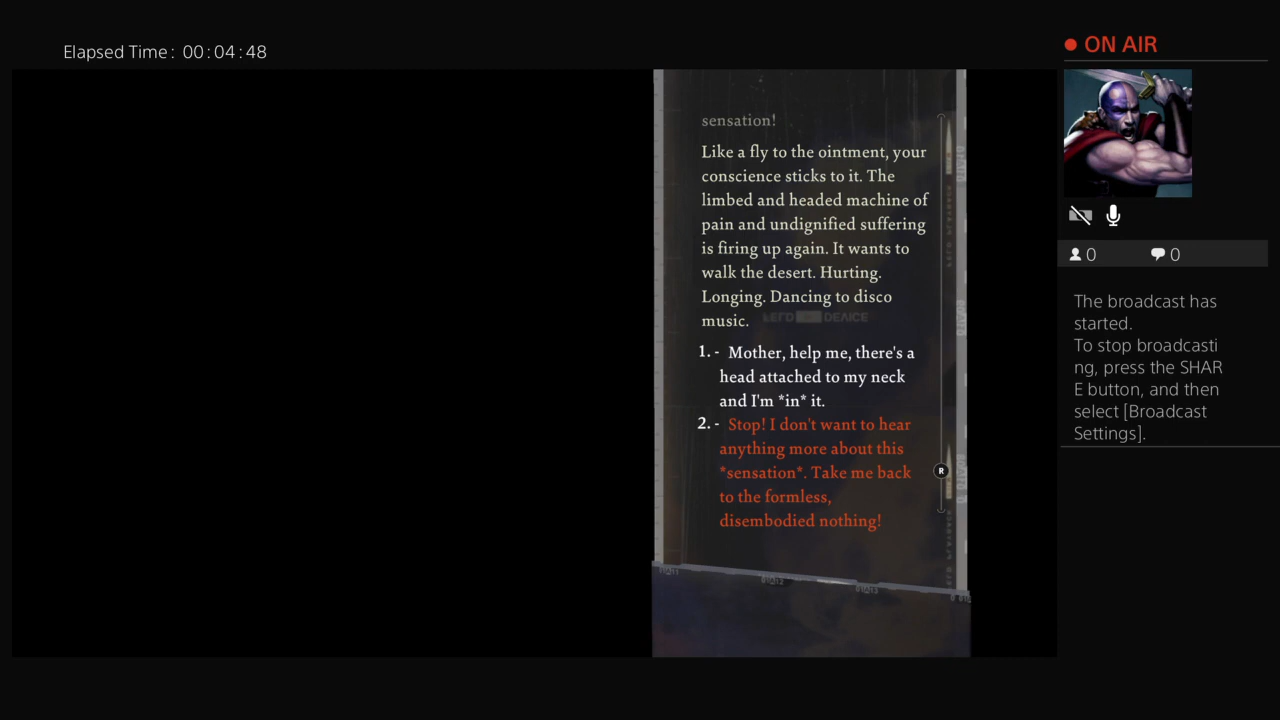 Elapsed Time: 00:04:48
ON AIR
sensation!
Like a fly to the ointment, your
conscience sticks to it. The
limbed and headed machine of
pain and undignified suffering
is firing up again. It wants to
walk the desert. Hurting.
Longing. Dancing to disco
music.
1. - Mother, help me, there's a
head attached to my neck
and I'm *in* it.
2. - Stop! I don't want to hear
anything more about this
*sensation*. Take me back
to the formless,
disembodied nothing!
R
0 0
The broadcast has
started.
To stop broadcasti
ng, press the SHAR
E button, and then
select [Broadcast
Settings].